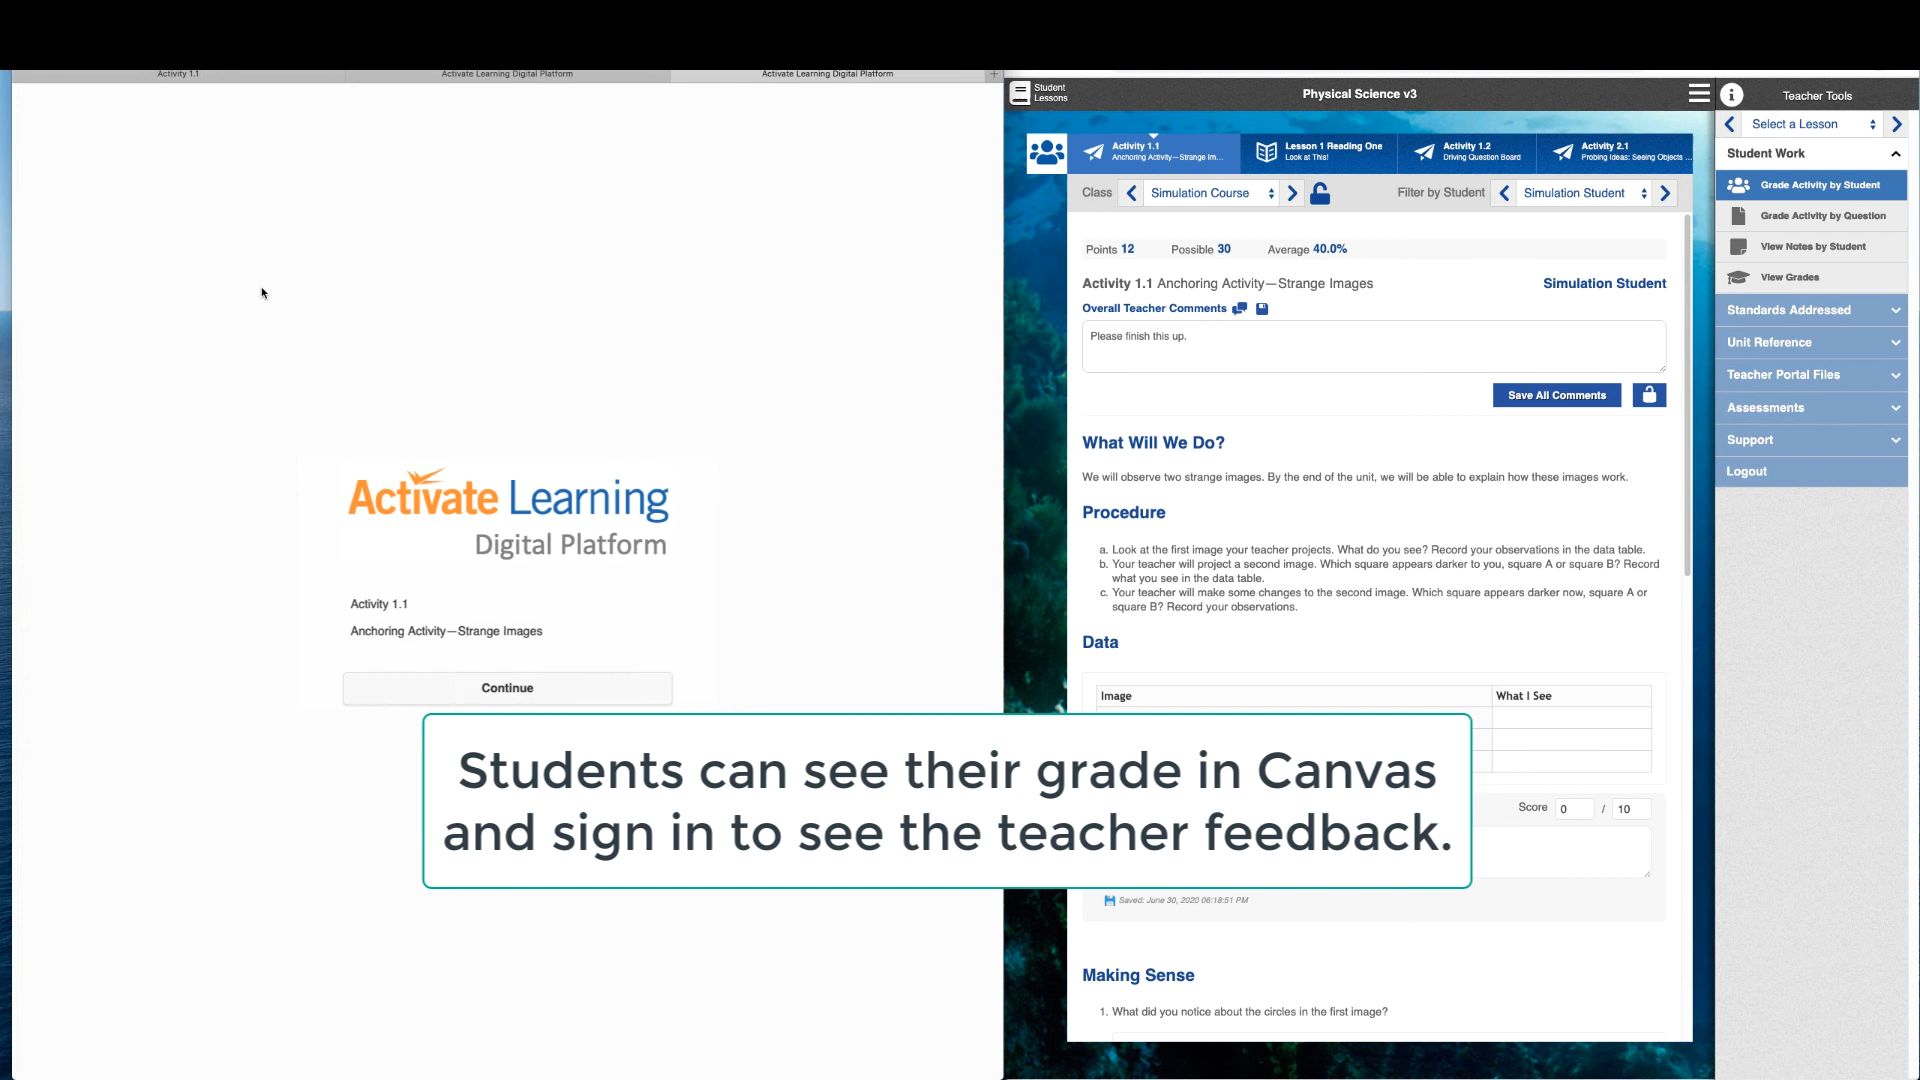 Activity 1.1
Activate Learning Digital Platform
Activate Learning Digital Platform
+
Student
Lessons
Physical Science v3
Teacher Tools
Select a Lesson
Activity 1.1
Anchoring Activity—Strange Im...
Lesson 1 Reading One
Look at This!
Activity 1.2
Driving Question Board
Activity 2.1
Probing Ideas: Seeing Objects ...
Class
Simulation Course
Filter by Student
Simulation Student
Student Work
Grade Activity by Student
Grade Activity by Question
View Notes by Student
View Grades
Standards Addressed
Unit Reference
Teacher Portal Files
Assessments
Support
Logout
Points 12 Possible 30 Average 40.0%
Activity 1.1 Anchoring Activity—Strange Images
Simulation Student
Overall Teacher Comments
Please finish this up.
Save All Comments
What Will We Do?
We will observe two strange images. By the end of the unit, we will be able to explain how these images work.
Procedure
a. Look at the first image your teacher projects. What do you see? Record your observations in the data table.
b. Your teacher will project a second image. Which square appears darker to you, square A or square B? Record
what you see in the data table.
c. Your teacher will make some changes to the second image. Which square appears darker now, square A or
square B? Record your observations.
Data
Image What I See
Score 0 / 10
Saved: June 30, 2020 06:18:51 PM
Making Sense
1. What did you notice about the circles in the first image?
Activate Learning
Digital Platform
Activity 1.1
Anchoring Activity—Strange Images
Continue
Students can see their grade in Canvas
and sign in to see the teacher feedback.